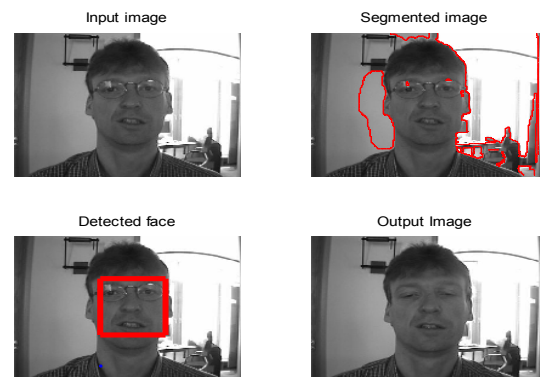 Input image
Segmented image
Detected face
Output Image